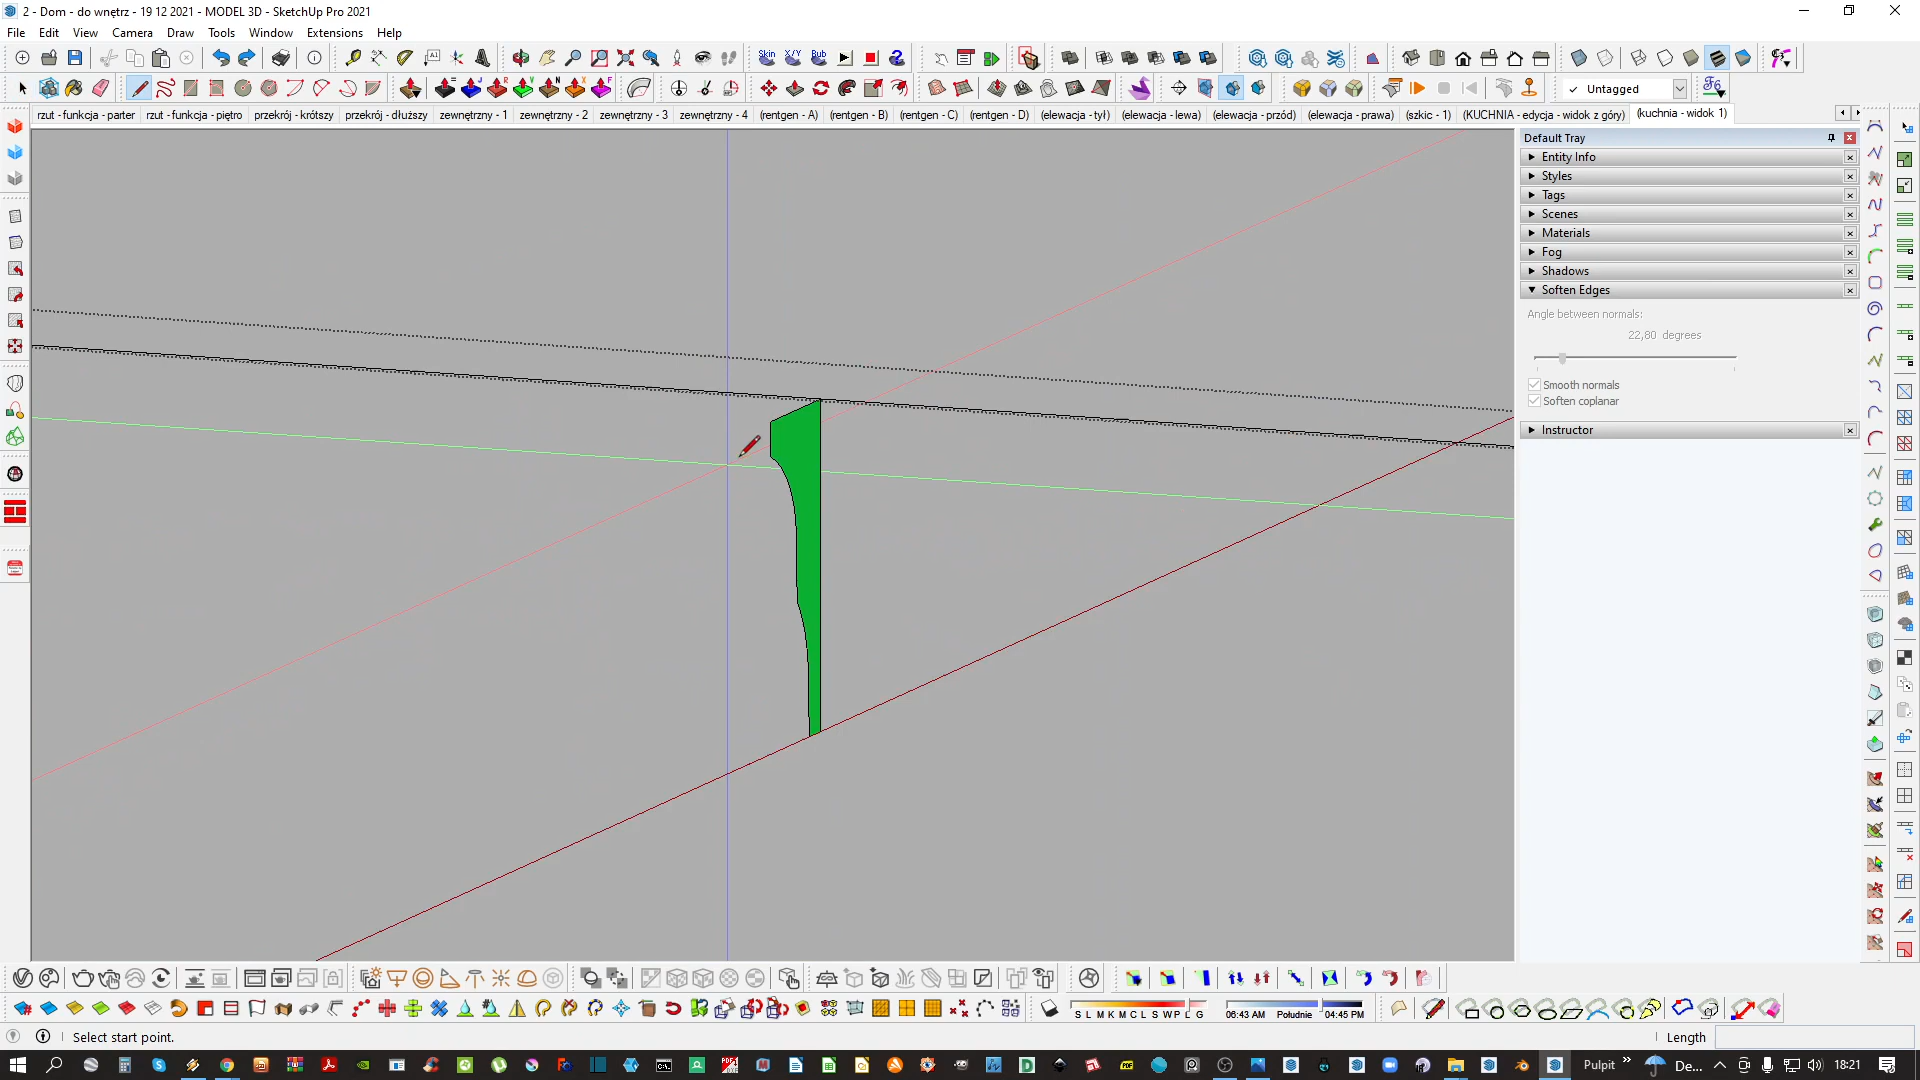 2 - Dom - do wnętrz - 19 12 2021 - MODEL 3D - SketchUp Pro 2021
File Edit View Camera Draw Tools Window Extensions Help
Skin X/Y Bub
Untagged
rzut - funkcja - parter rzut - funkcja - piętro przekrój - krótszy przekrój - dłuższy zewnętrzny - 1 zewnętrzny - 2 zewnętrzny - 3 zewnętrzny - 4 (rentgen - A) (rentgen - B) (rentgen - C) (rentgen - D) (elewacja - tył) (elewacja - lewa) (elewacja - przód) (elewacja - prawa) (szkic - 1) (KUCHNIA - edycja - widok z góry) (kuchnia - widok 1)
Default Tray
Entity Info
Styles
Tags
Scenes
Materials
Fog
Shadows
Soften Edges
Angle between normals:
22,80 degrees
Smooth normals
Soften coplanar
Instructor
S L M K M C L S W P L G 06:43 AM Południe 04:45 PM
Select start point.
Length
Pulpit
De...
18:21